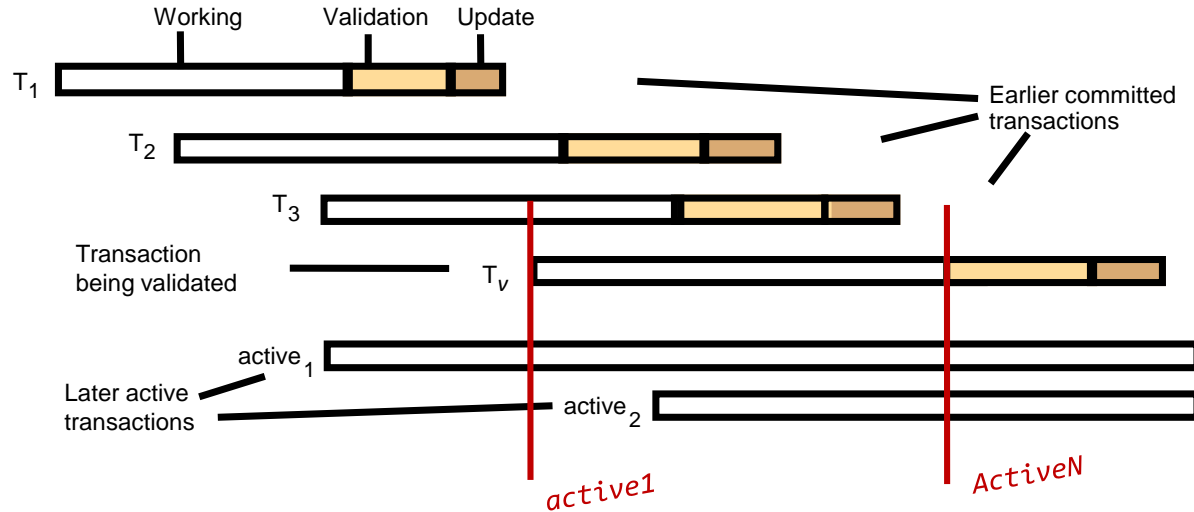 Working
Validation
Update
T1
Earlier committed
transactions
T2
T3
Transaction
being validated
Tv
active1
Later active
transactions
active2
active1
ActiveN